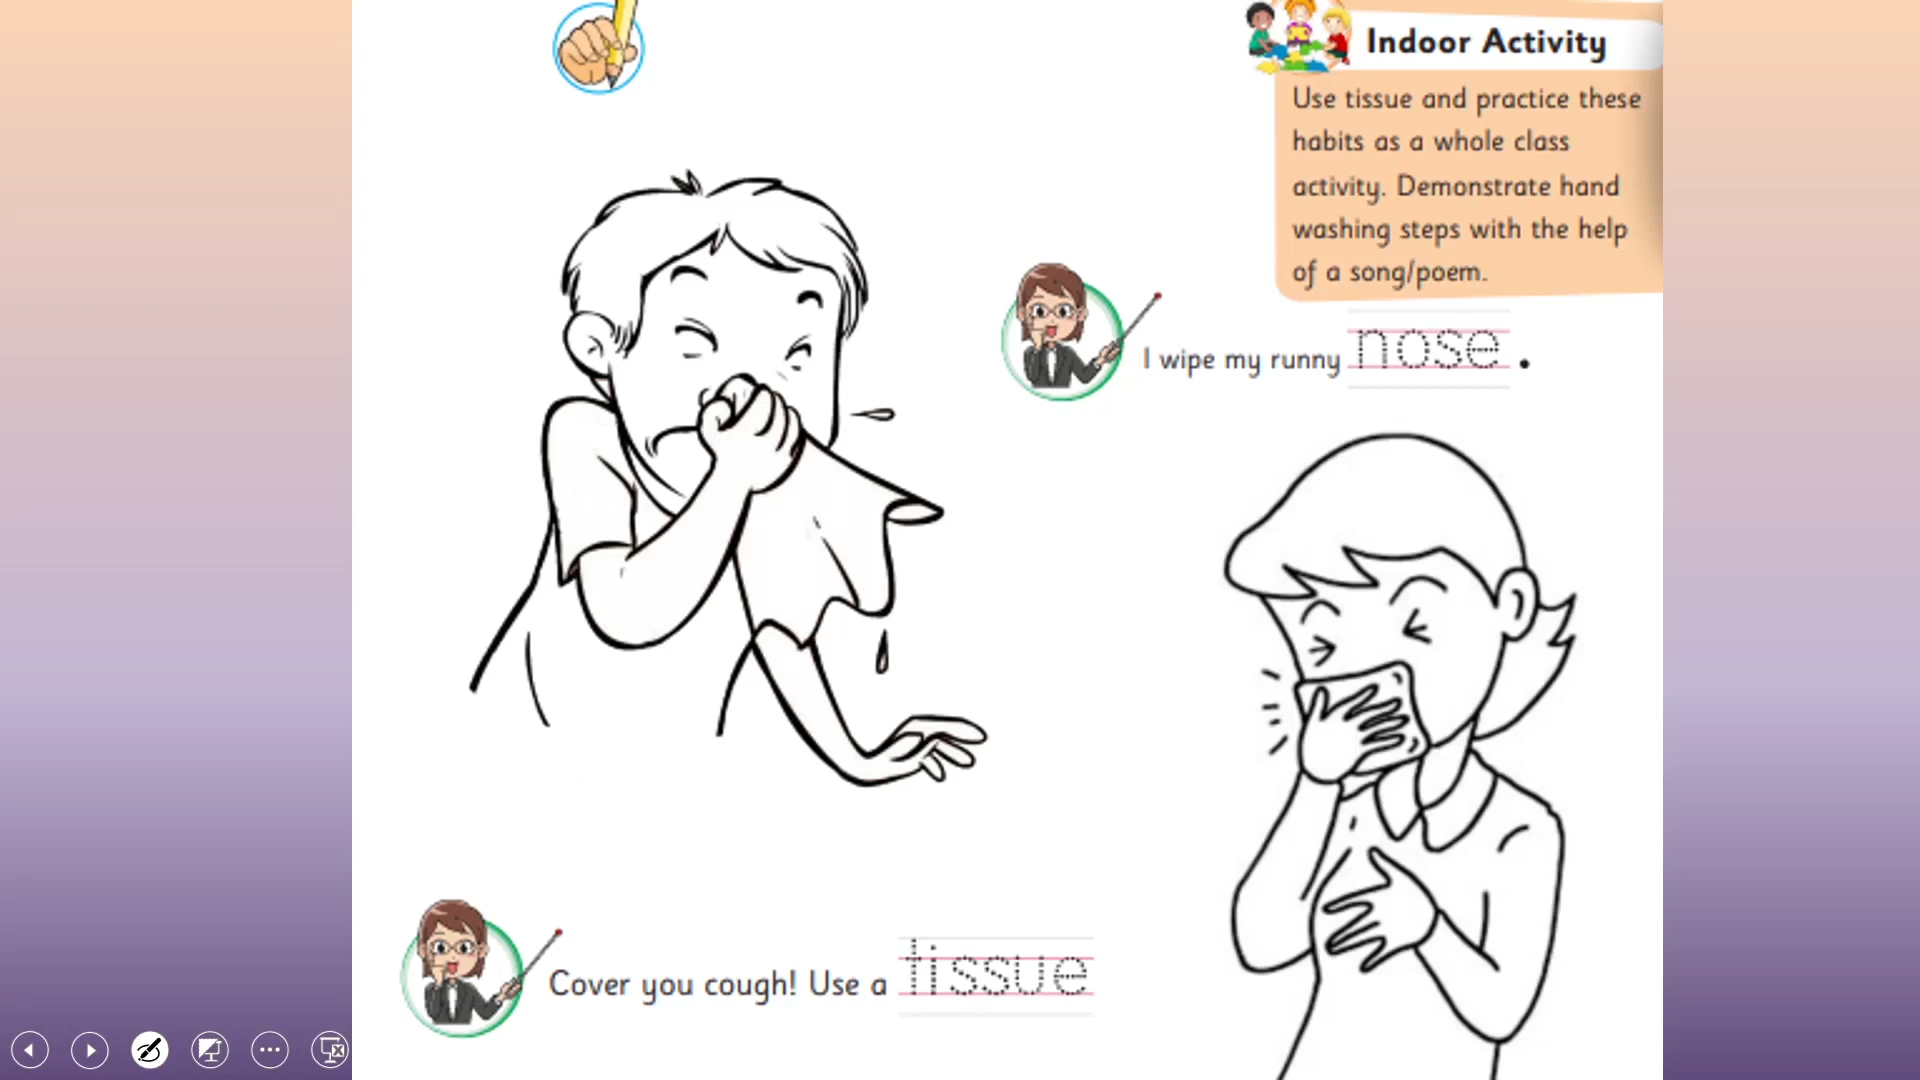 Indoor Activity
Use tissue and practice these
habits as a whole class
activity. Demonstrate hand
washing steps with the help
of a song/poem.
I wipe my runny nose.
Cover you cough! Use a tissue